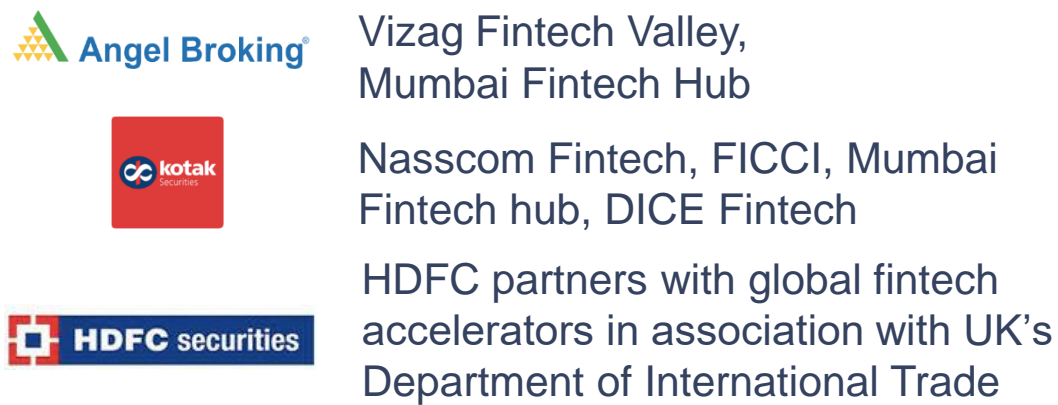 Angel Broking®
Vizag Fintech Valley,
Mumbai Fintech Hub
kotak
Securities
Nasscom Fintech, FICCI, Mumbai
Fintech hub, DICE Fintech
HDFC securities
HDFC partners with global fintech
accelerators in association with UK’s
Department of International Trade